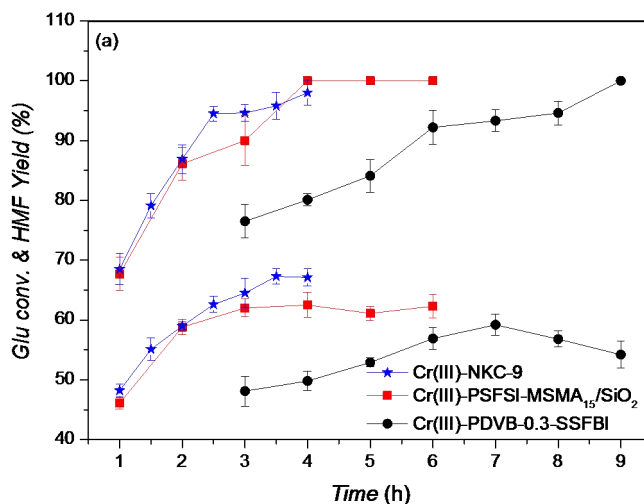 (a)
110
100
90
80
70
60
50
40
Glu conv. & HMF Yield (%)
Cr(III)-NKC-9
Cr(III)-PSFSI-MSMA₁₅/SiO₂
Cr(III)-PDVB-0.3-SSFBI
1 2 3 4 5 6 7 8 9
Time (h)